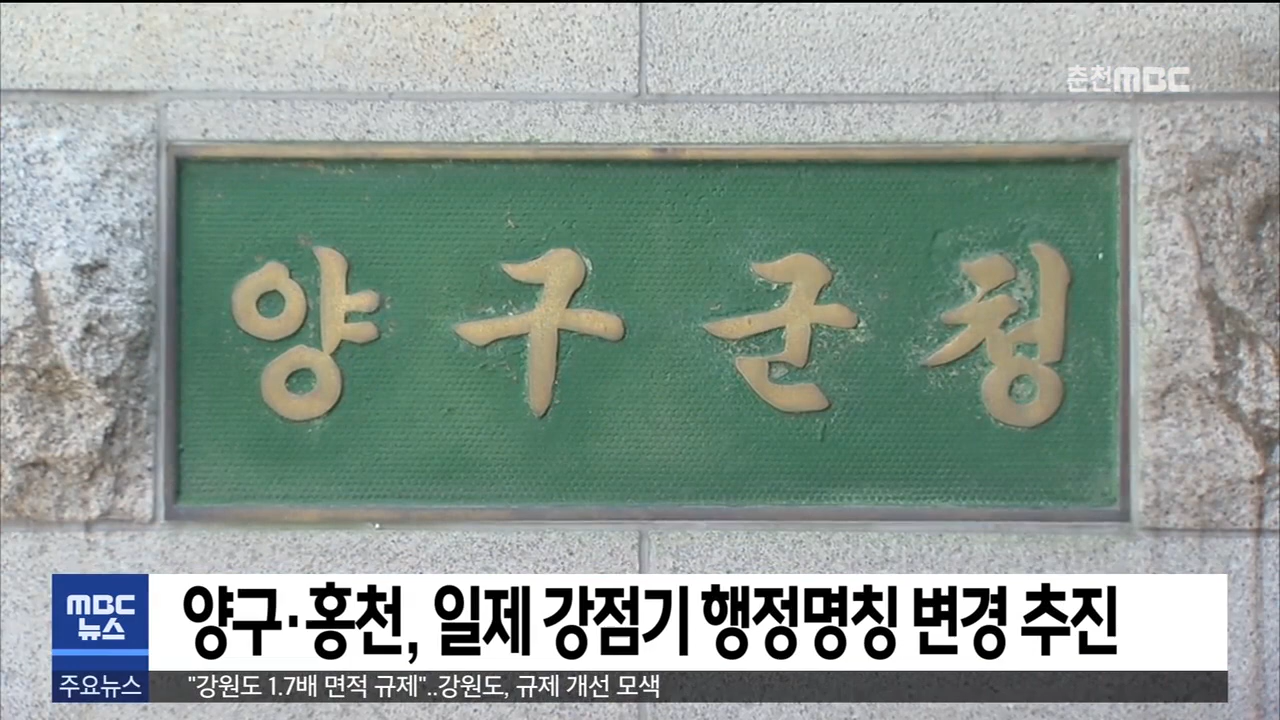 춘천MBC
양구군청
MBC
뉴스
양구·홍천, 일제 강점기 행정명칭 변경 추진
주요뉴스
"강원도 1.7배 면적 규제"..강원도, 규제 개선 모색